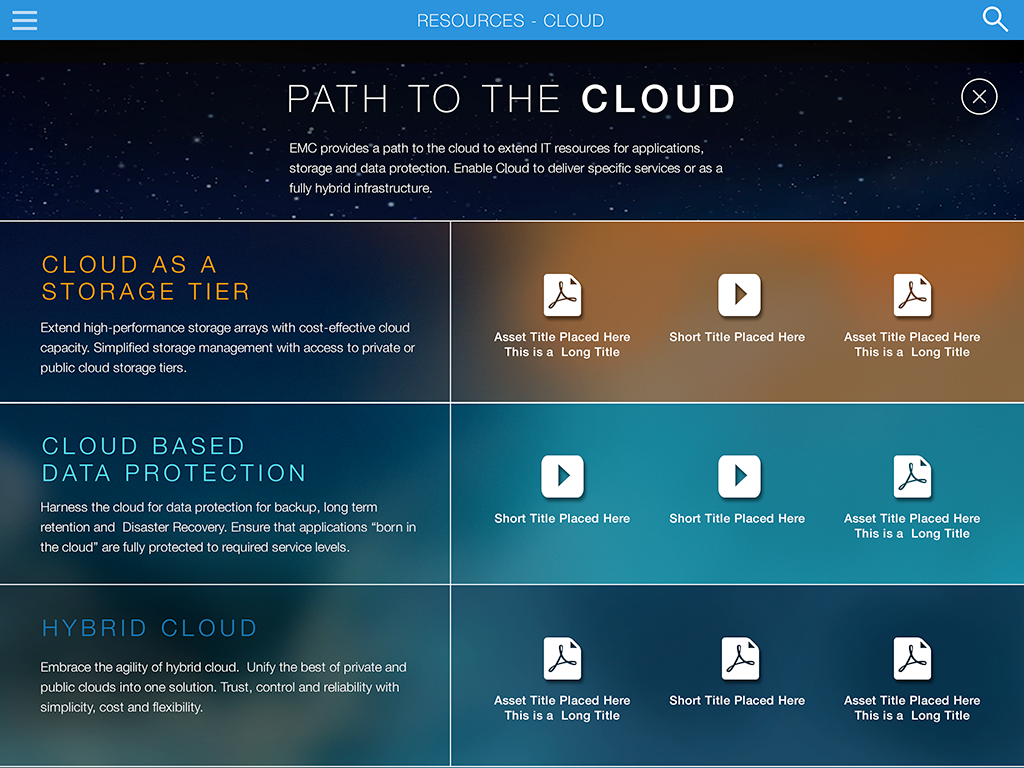 RESOURCES - CLOUD
PATH TO THE CLOUD
EMC provides a path to the cloud to extend IT resources for applications,
storage and data protection. Enable Cloud to deliver specific services or as a
fully hybrid infrastructure.
CLOUD AS A
STORAGE TIER
Extend high-performance storage arrays with cost-effective cloud
capacity. Simplified storage management with access to private or
public cloud storage tiers.
Asset Title Placed Here
This is a  Long Title
Short Title Placed Here
Asset Title Placed Here
This is a  Long Title
CLOUD BASED
DATA PROTECTION
Harness the cloud for data protection for backup, long term
retention and  Disaster Recovery. Ensure that applications “born in
the cloud” are fully protected to required service levels.
Short Title Placed Here
Short Title Placed Here
Asset Title Placed Here
This is a  Long Title
HYBRID CLOUD
Embrace the agility of hybrid cloud.  Unify the best of private and
public clouds into one solution. Trust, control and reliability with
simplicity, cost and flexibility.
Asset Title Placed Here
This is a  Long Title
Short Title Placed Here
Asset Title Placed Here
This is a  Long Title